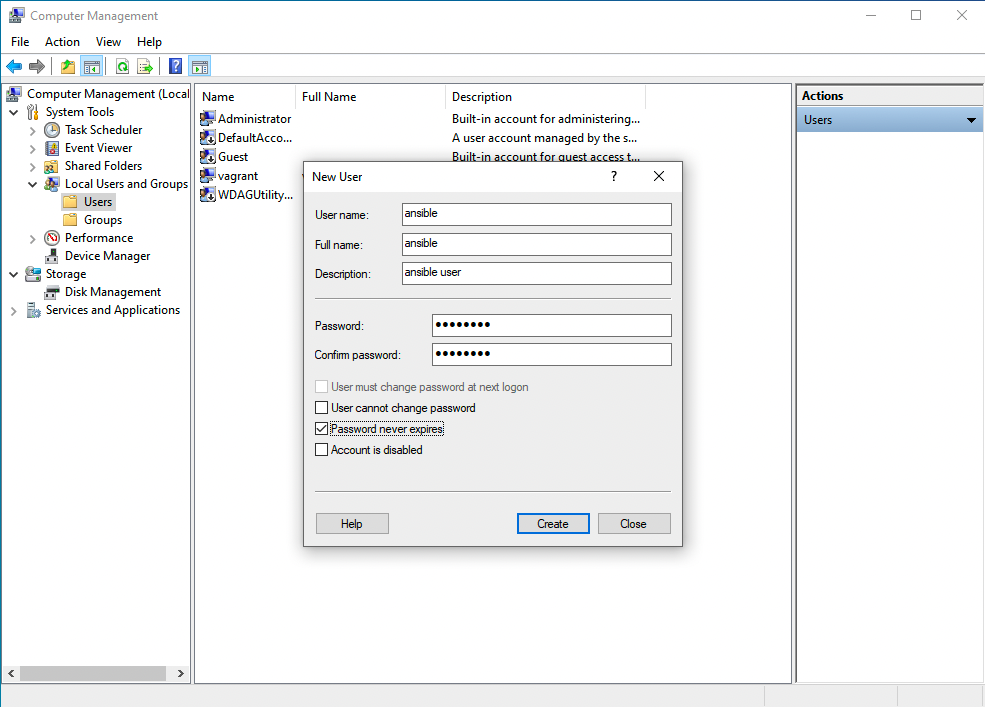 Computer Management
File Action View Help
Computer Management (Local
System Tools
Task Scheduler
Event Viewer
Shared Folders
Local Users and Groups
Users
Groups
Performance
Device Manager
Storage
Disk Management
Services and Applications
Name Full Name Description
Administrator Built-in account for administering...
DefaultAcco... A user account managed by the s...
Guest Built-in account for guest access t...
vagrant
WDAGUtility...
New User
?
User name: ansible
Full name: ansible
Description: ansible user
Password: ●●●●●●●●
Confirm password: ●●●●●●●●
User must change password at next logon
User cannot change password
Password never expires
Account is disabled
Help Create Close
Actions
Users